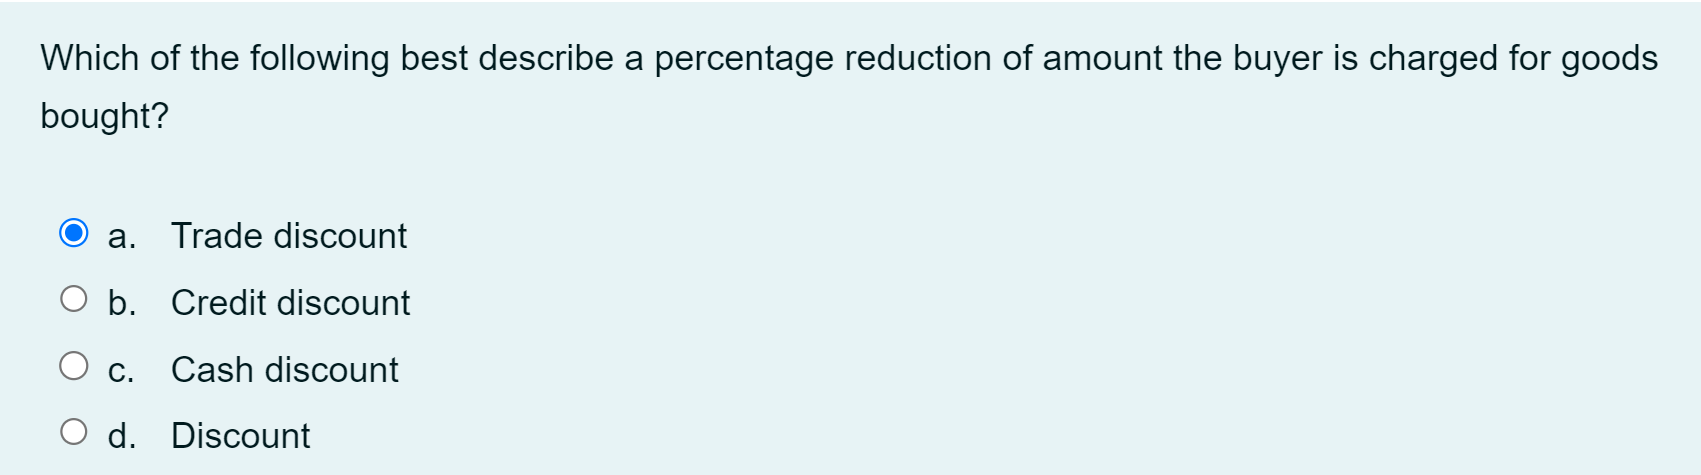 Which of the following best describe a percentage reduction of amount the buyer is charged for goods
bought?
a. Trade discount
b. Credit discount
c. Cash discount
d. Discount